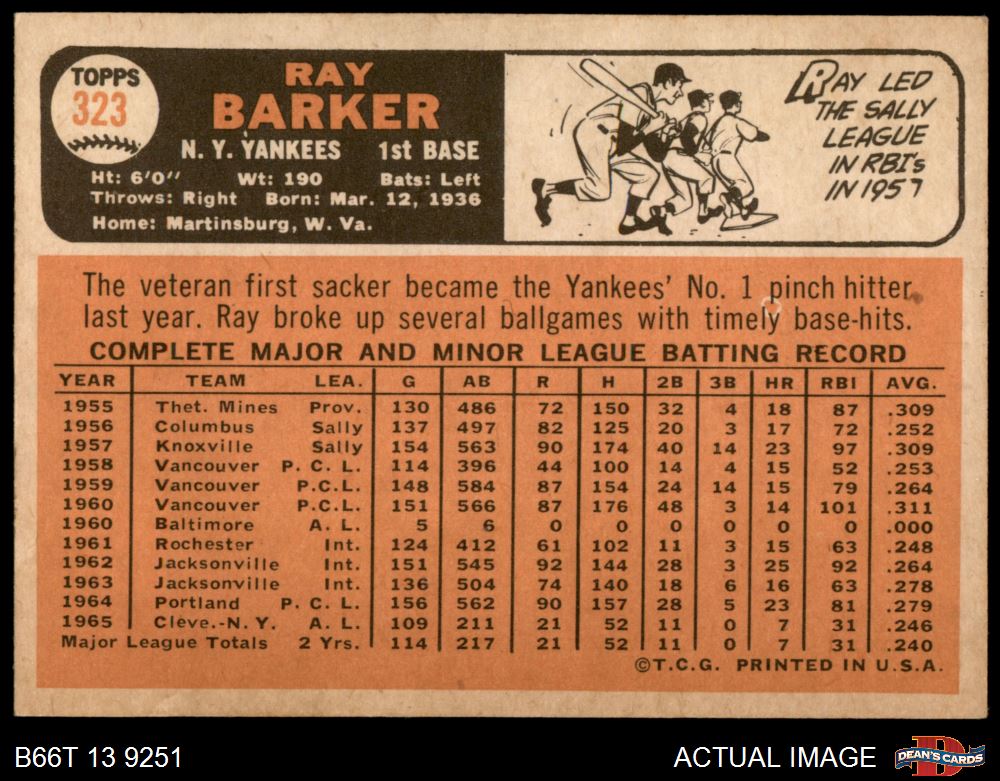 TOPPS
323
RAY
BARKER
N. Y. YANKEES 1st BASE
Ht: 6'0" Wt: 190 Bats: Left
Throws: Right Born: Mar. 12, 1936
Home: Martinsburg, W. Va.
RAY LED
THE SALLY
LEAGUE
IN RBI's
IN 1957
The veteran first sacker became the Yankees' No. 1 pinch hitter
last year. Ray broke up several ballgames with timely base-hits.
COMPLETE MAJOR AND MINOR LEAGUE BATTING RECORD
YEAR TEAM LEA. G AB R H 2B 3B HR RBI AVG.
1955 Thet. Mines Prov. 130 486 72 150 32 4 18 87 .309
1956 Columbus Sally 137 497 82 125 20 3 17 72 .252
1957 Knoxville Sally 154 563 90 174 40 14 23 97 .309
1958 Vancouver P. C. L. 114 396 44 100 14 4 15 52 .253
1959 Vancouver P.C.L. 148 584 87 154 24 14 15 79 .264
1960 Vancouver P.C.L. 151 566 87 176 48 3 14 101 .311
1960 Baltimore A. L. 5 6 0 0 0 0 0 0 .000
1961 Rochester Int. 124 412 61 102 11 3 15 63 .248
1962 Jacksonville Int. 151 545 92 144 28 3 25 92 .264
1963 Jacksonville Int. 136 504 74 140 18 6 16 63 .278
1964 Portland P. C. L. 156 562 90 157 28 5 23 81 .279
1965 Cleve.-N. Y. A. L. 109 211 21 52 11 0 7 31 .246
Major League Totals 2 Yrs. 114 217 21 52 11 0 7 31 .240
©T.C.G. PRINTED IN U.S.A.
B66T 13 9251 ACTUAL IMAGE D DEAN'S CARDS